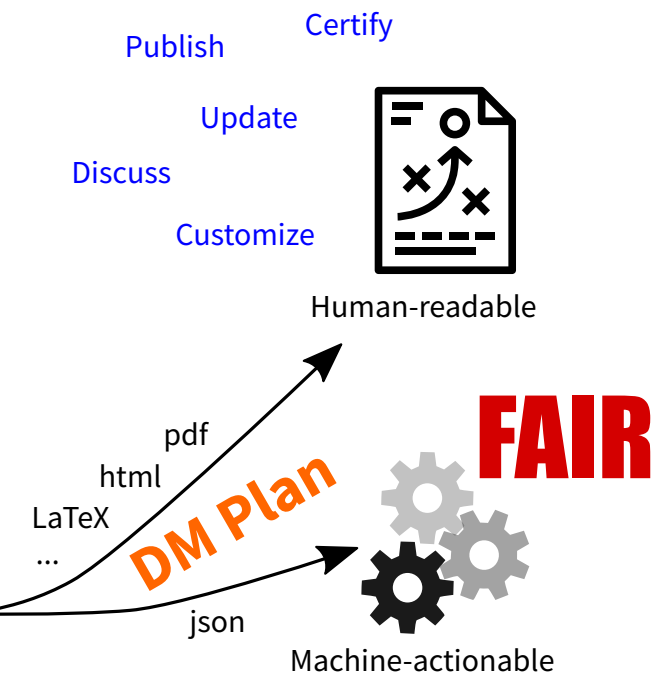 Certify
Publish
Update
Discuss
Customize
Human-readable
FAIR
pdf
html
LaTeX
...
DM Plan
json
Machine-actionable